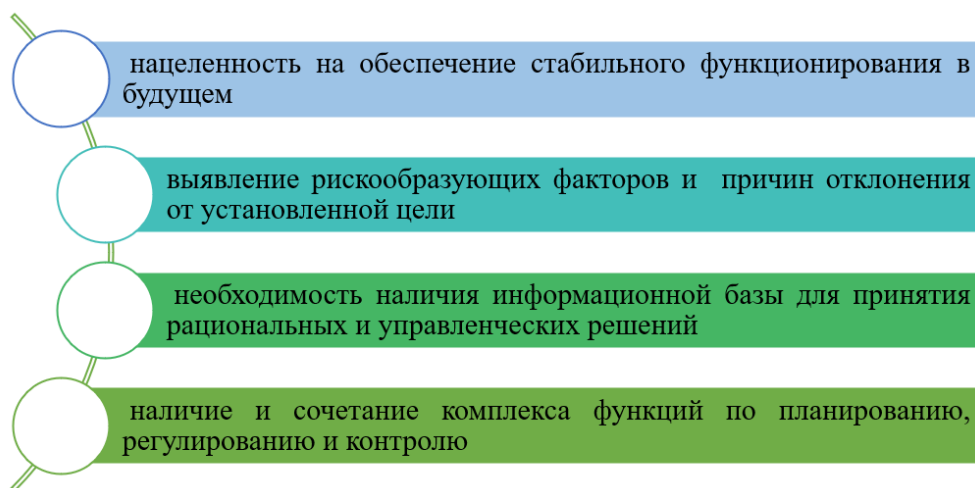 нацеленность на обеспечение стабильного функционирования в
будущем
выявление рискообразующих факторов и причин отклонения
от установленной цели
необходимость наличия информационной базы для принятия
рациональных и управленческих решений
наличие и сочетание комплекса функций по планированию,
регулированию и контролю